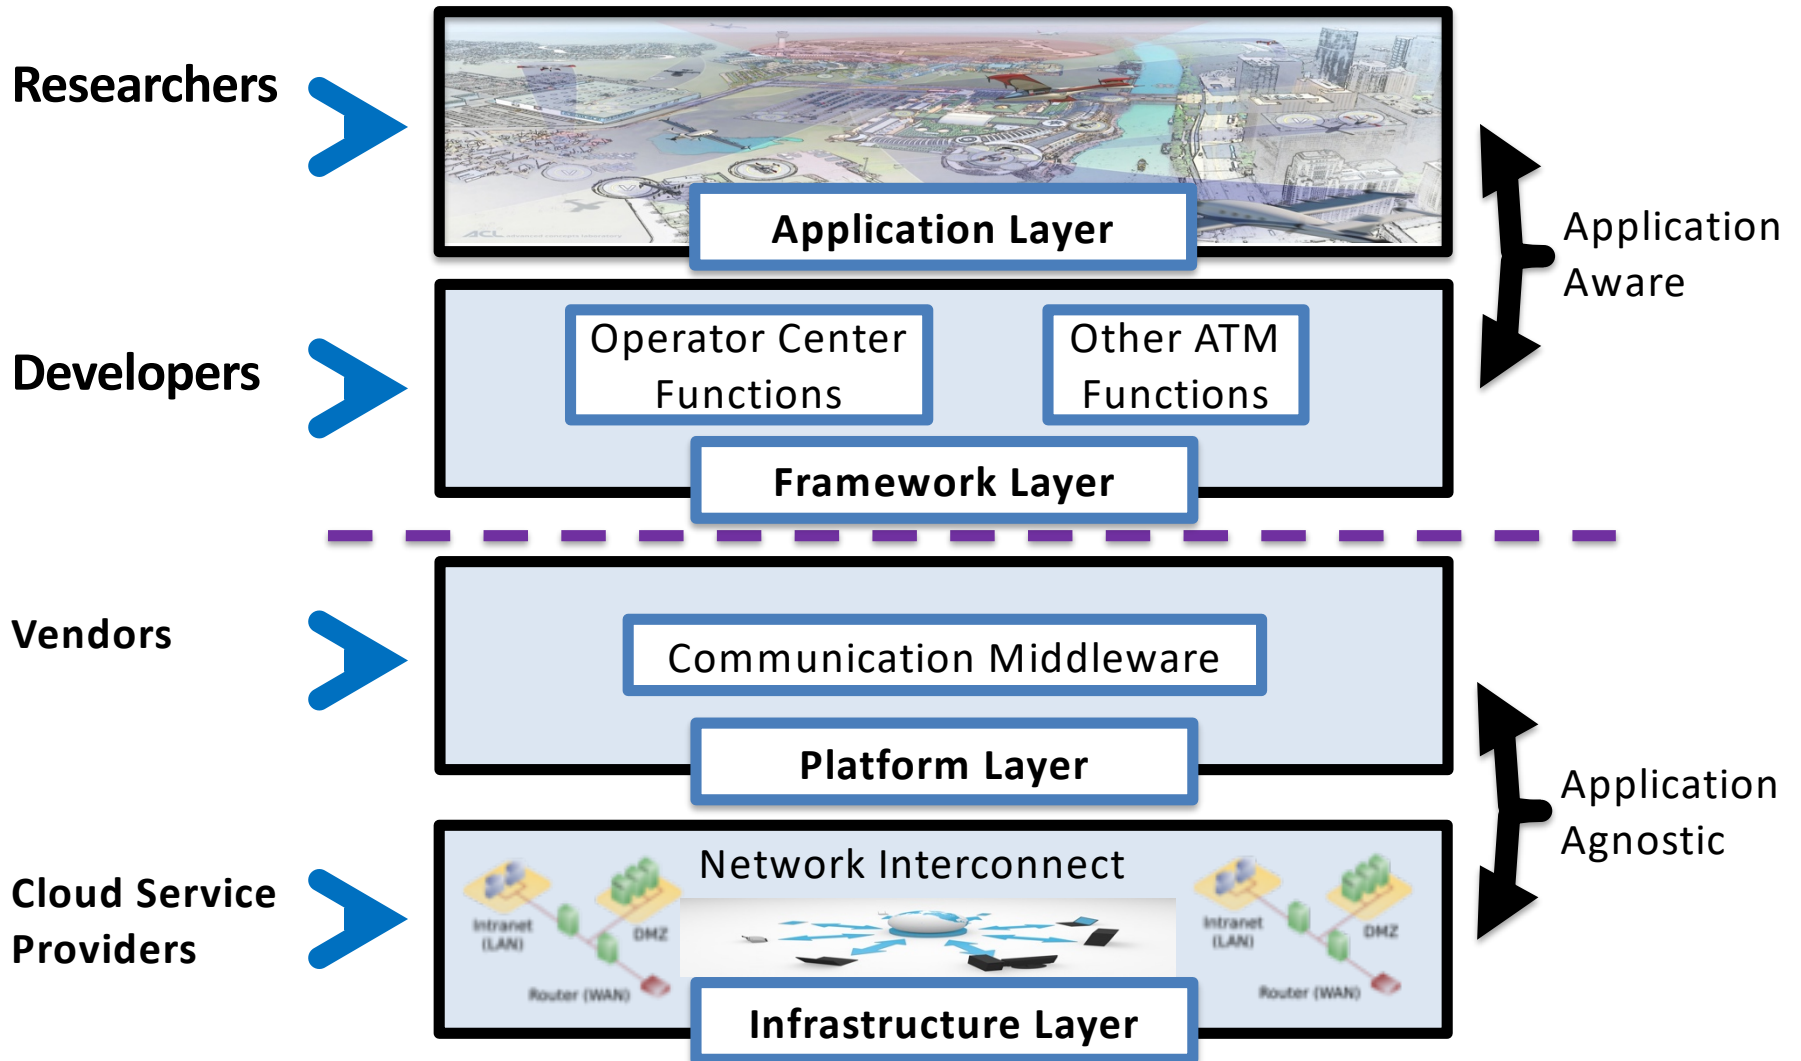 Researchers
ACL
Application Layer
Application
Aware
Developers
Operator Center
Functions
Other ATM
Functions
Framework Layer
Vendors
Communication Middleware
Platform Layer
Application
Agnostic
Cloud Service
Providers
Network Interconnect
Intranet
(LAN)
DMZ
Router (WAN)
Intranet
(LAN)
DMZ
Router (WAN)
Infrastructure Layer